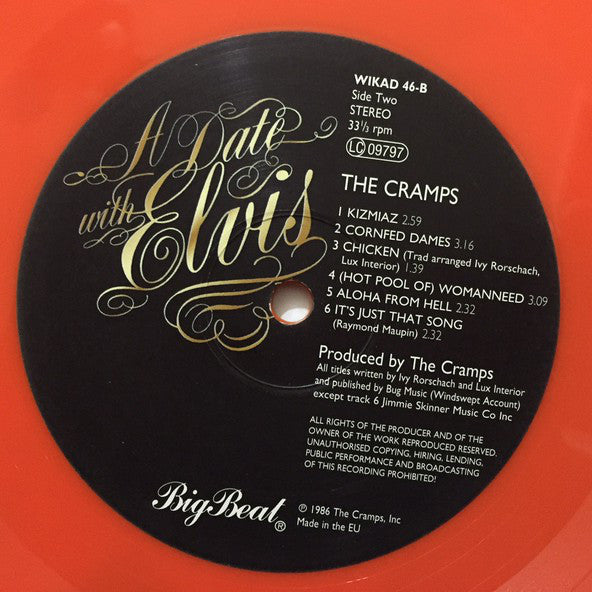 A Date
with Elvis
WIKAD 46-B
Side Two
STEREO
33⅓ rpm
LC 09797
THE CRAMPS
1 KIZMIAZ 2.59
2 CORNFED DAMES 3.16
3 CHICKEN (Trad arranged Ivy Rorschach,
Lux Interior) 1.39
4 (HOT POOL OF) WOMANNEED 3.09
5 ALOHA FROM HELL 2.32
6 IT'S JUST THAT SONG
(Raymond Maupin) 2.32
Produced by The Cramps
All titles written by Ivy Rorschach and Lux Interior
and published by Bug Music (Windswept Account)
except track 6 Jimmie Skinner Music Co Inc
ALL RIGHTS OF THE PRODUCER AND OF THE
OWNER OF THE WORK REPRODUCED RESERVED.
UNAUTHORISED COPYING, HIRING, LENDING,
PUBLIC PERFORMANCE AND BROADCASTING
OF THIS RECORDING PROHIBITED!
Big Beat ®
℗ 1986 The Cramps, Inc
Made in the EU